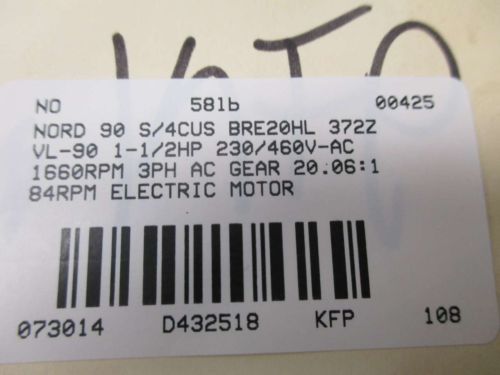 NO 581b 00425
NORD 90 S/4CUS BRE20HL 372Z
VL-90 1-1/2HP 230/460V-AC
1660RPM 3PH AC GEAR 20.06:1
84RPM ELECTRIC MOTOR
073014 D432518 KFP 108